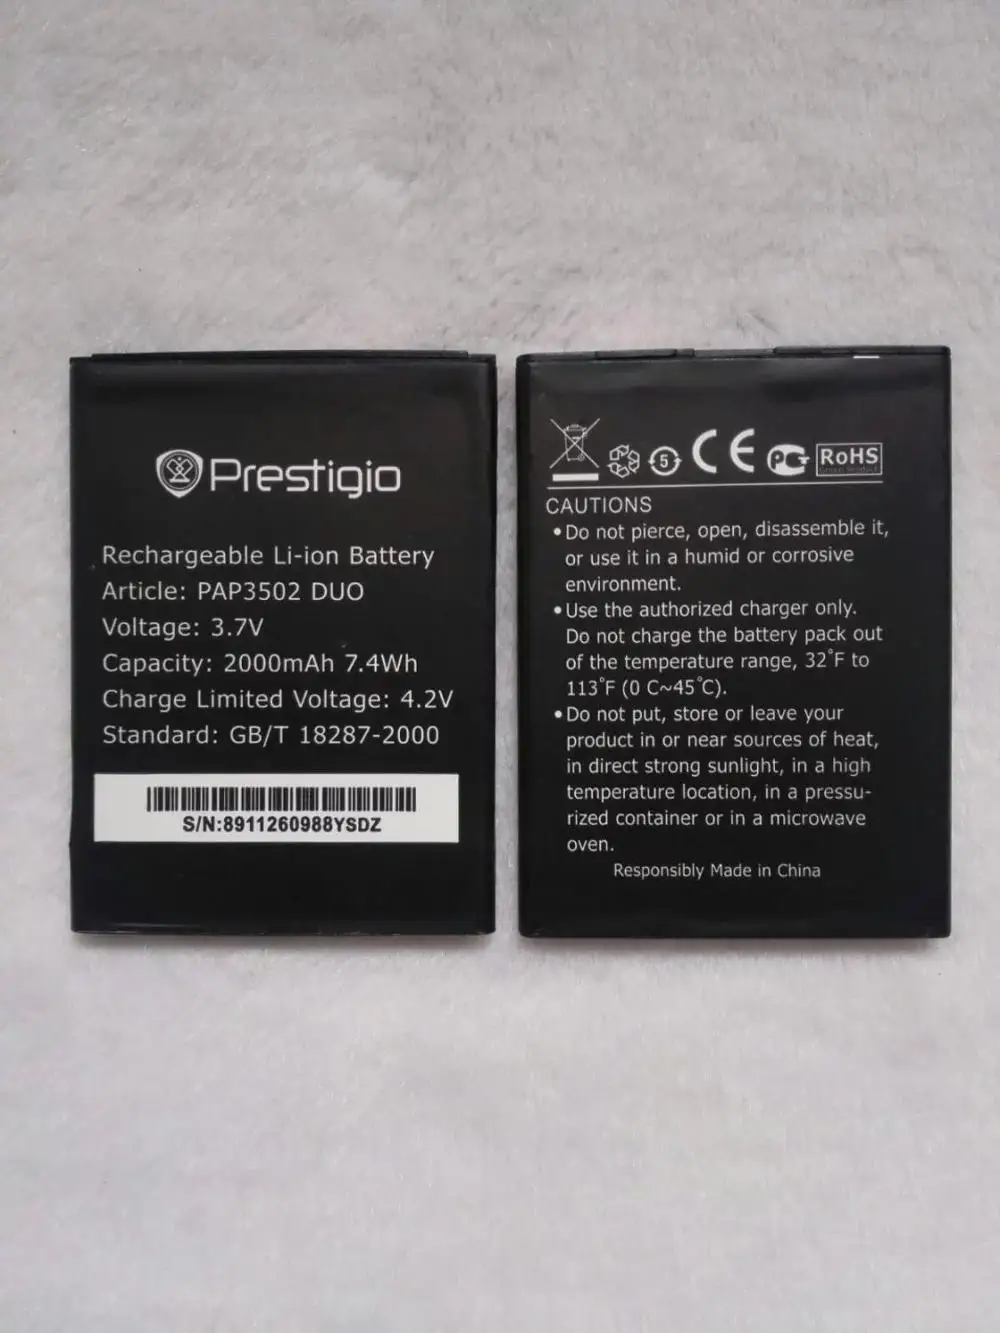 Prestigio
Rechargeable Li-ion Battery
Article: PAP3502 DUO
Voltage: 3.7V
Capacity: 2000mAh 7.4Wh
Charge Limited Voltage: 4.2V
Standard: GB/T 18287-2000
S/N:8911260988YSDZ
5
CE
RoHS
CAUTIONS
•Do not pierce, open, disassemble it,
or use it in a humid or corrosive
environment.
•Use the authorized charger only.
Do not charge the battery pack out
of the temperature range, 32°F to
113°F (0 C~45°C).
•Do not put, store or leave your
product in or near sources of heat,
in direct strong sunlight, in a high
temperature location, in a pressu-
rized container or in a microwave
oven.
Responsibly Made in China